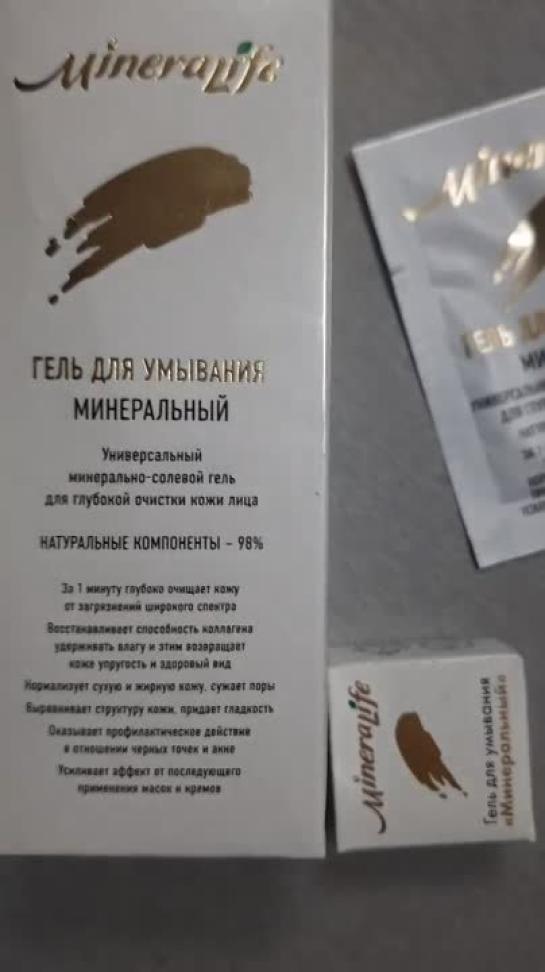 MineraLife
ГЕЛЬ ДЛЯ УМЫВАНИЯ
МИНЕРАЛЬНЫЙ
Универсальный
минерально-солевой гель
для глубокой очистки кожи лица
НАТУРАЛЬНЫЕ КОМПОНЕНТЫ – 98%
За 1 минуту глубоко очищает кожу
от загрязнений широкого спектра
Восстанавливает способность коллагена
удерживать влагу и этим возвращает
коже упругость и здоровый вид
Нормализует сухую и жирную кожу, сужает поры
Выравнивает структуру кожи, придает гладкость
Оказывает профилактическое действие
в отношении черных точек и акне
Усиливает эффект от последующего
применения масок и кремов
ГЕЛЬ
MineraLife
Гель для умывания
«Минеральный»